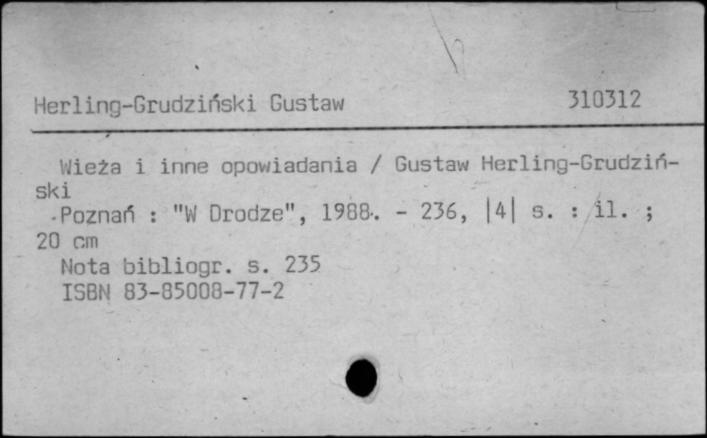 Herling-Grudziński Gustaw 310312
Wieża i inne opowiadania / Gustaw Herling-Grudziń-
ski
Poznań : "W Drodze", 1988. - 236, |4| s. : il. ;
20 cm
Nota bibliogr. s. 235
ISBN 83-85008-77-2